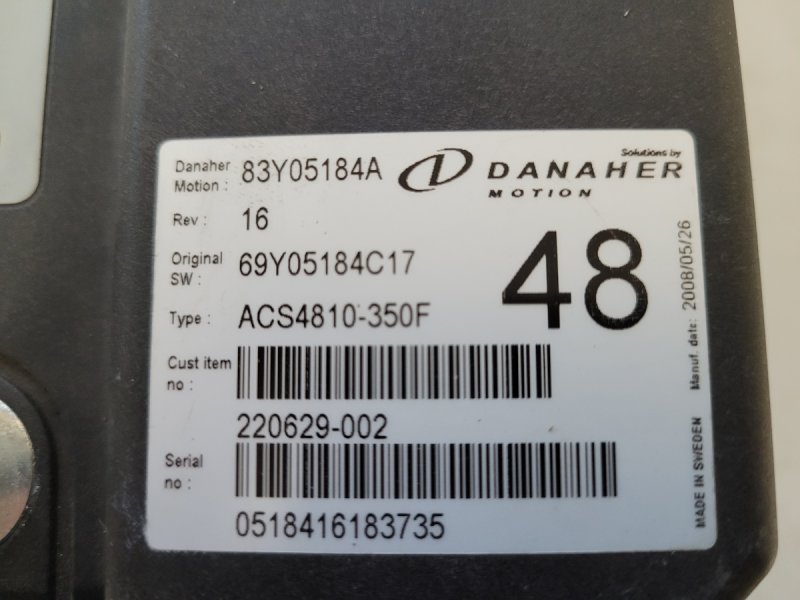 Danaher Motion : 83Y05184A
Solutions by
DANAHER
MOTION
Rev : 16
Original SW : 69Y05184C17
48
Type : ACS4810-350F
Cust item no :
220629-002
Serial no :
0518416183735
MADE IN SWEDEN Manuf. date: 2008/05/26